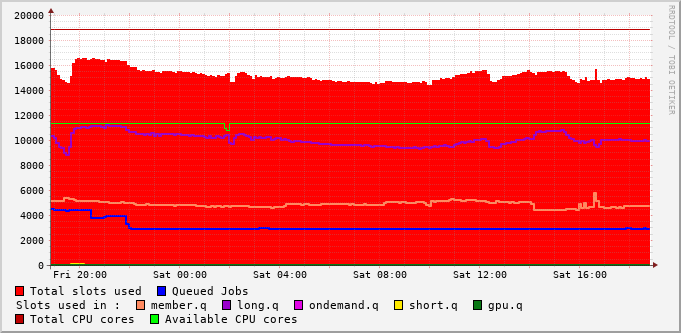 20000
18000
16000
14000
12000
10000
8000
6000
4000
2000
0
Fri 20:00 Sat 00:00 Sat 04:00 Sat 08:00 Sat 12:00 Sat 16:00
Total slots used Queued Jobs
Slots used in : member.q long.q ondemand.q short.q gpu.q
Total CPU cores Available CPU cores
RRDTOOL / TOBI OETIKER